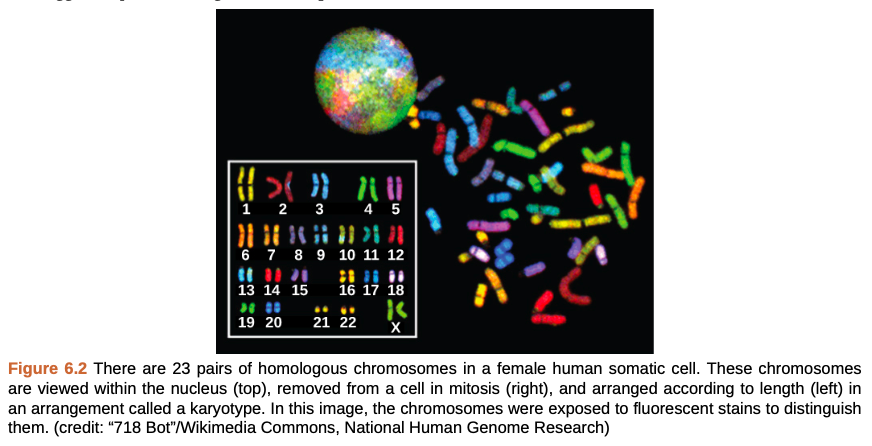 1 2 3 4 5
6 7 8 9 10 11 12
13 14 15 16 17 18
19 20 21 22 X
Figure 6.2 There are 23 pairs of homologous chromosomes in a female human somatic cell. These chromosomes
are viewed within the nucleus (top), removed from a cell in mitosis (right), and arranged according to length (left) in
an arrangement called a karyotype. In this image, the chromosomes were exposed to fluorescent stains to distinguish
them. (credit: “718 Bot”/Wikimedia Commons, National Human Genome Research)